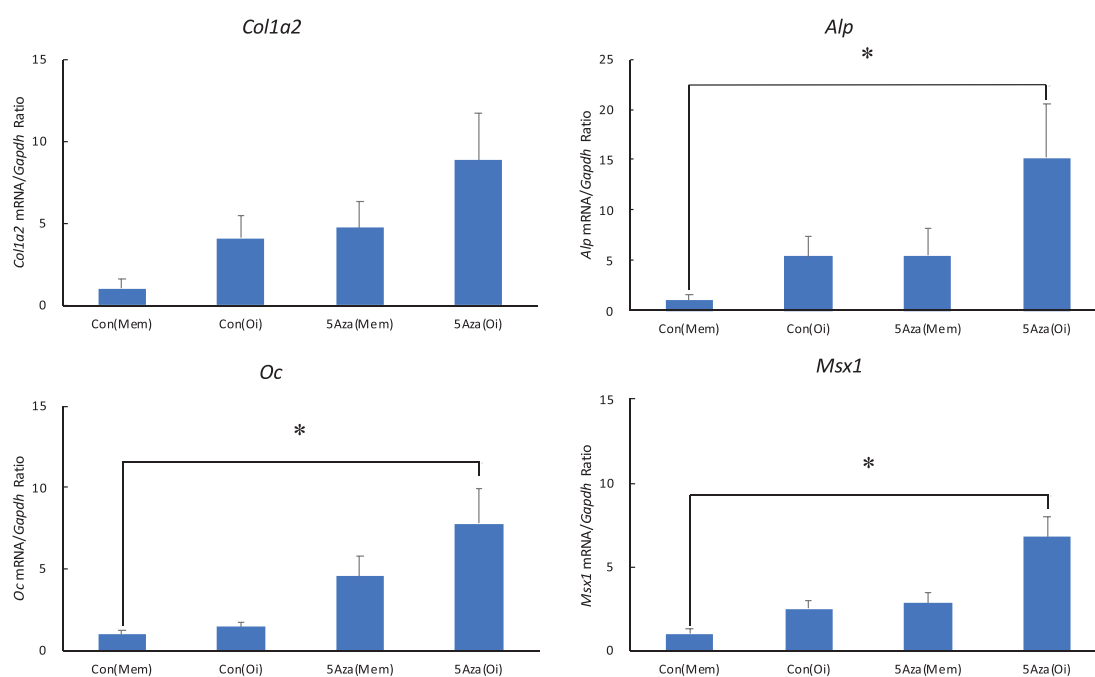 Col1a2
Col1a2 mRNA/Gapdh Ratio
15
10
5
0
Con(Mem) Con(Oi) 5Aza(Mem) 5Aza(Oi)
Alp
*
Alp mRNA/Gapdh Ratio
25
20
15
10
5
0
Con(Mem) Con(Oi) 5Aza(Mem) 5Aza(Oi)
Oc
*
Oc mRNA/Gapdh Ratio
15
10
5
0
Con(Mem) Con(Oi) 5Aza(Mem) 5Aza(Oi)
Msx1
*
Msx1 mRNA/Gapdh Ratio
15
10
5
0
Con(Mem) Con(Oi) 5Aza(Mem) 5Aza(Oi)